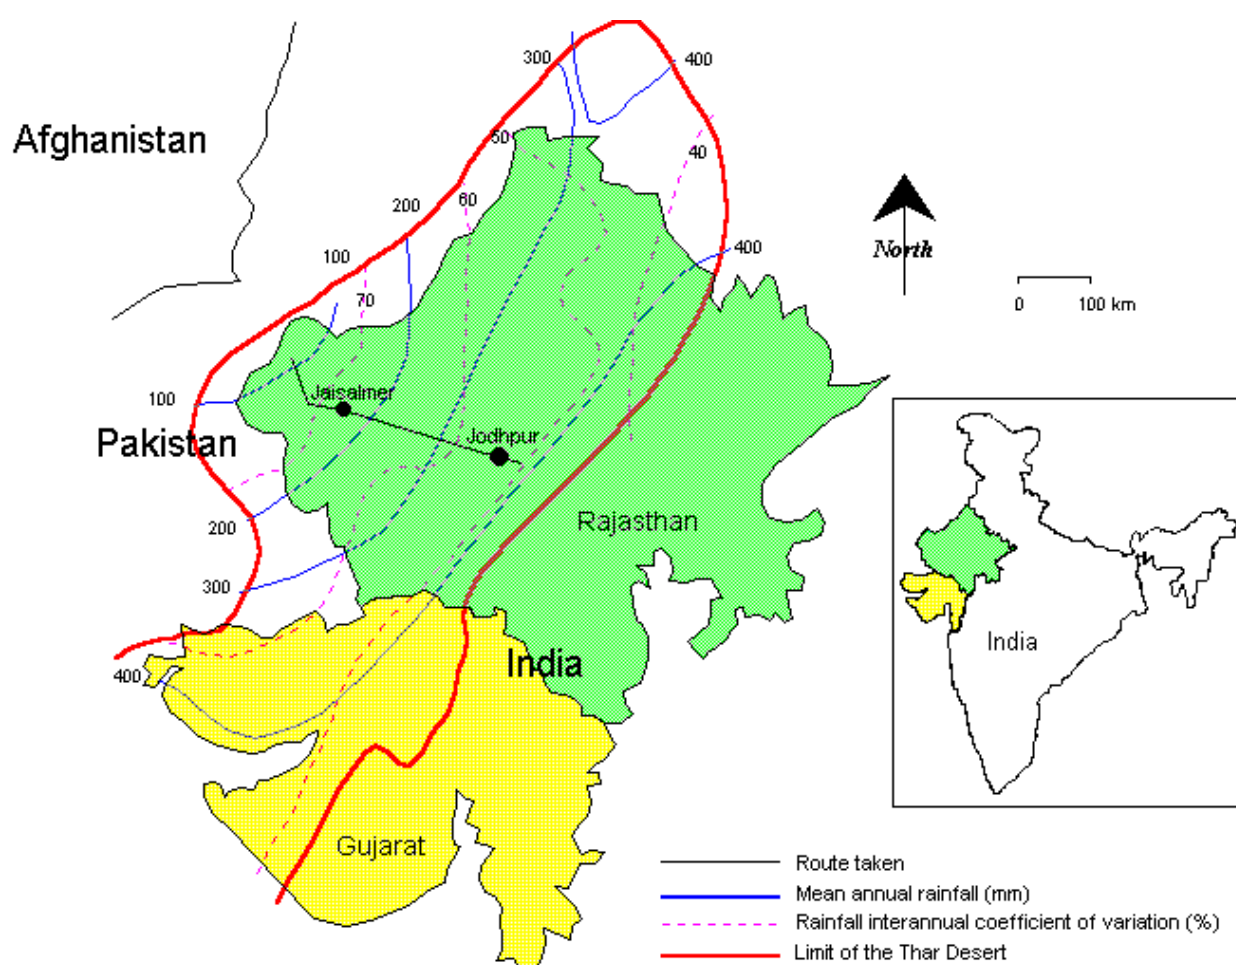 300
400
Afghanistan
50
40
60
200
400
North
100
70
0 100 km
Jaisalmer
100
Pakistan
Jodhpur
200
Rajasthan
300
India
India
400
Gujarat
Route taken
Mean annual rainfall (mm)
Rainfall interannual coefficient of variation (%)
Limit of the Thar Desert